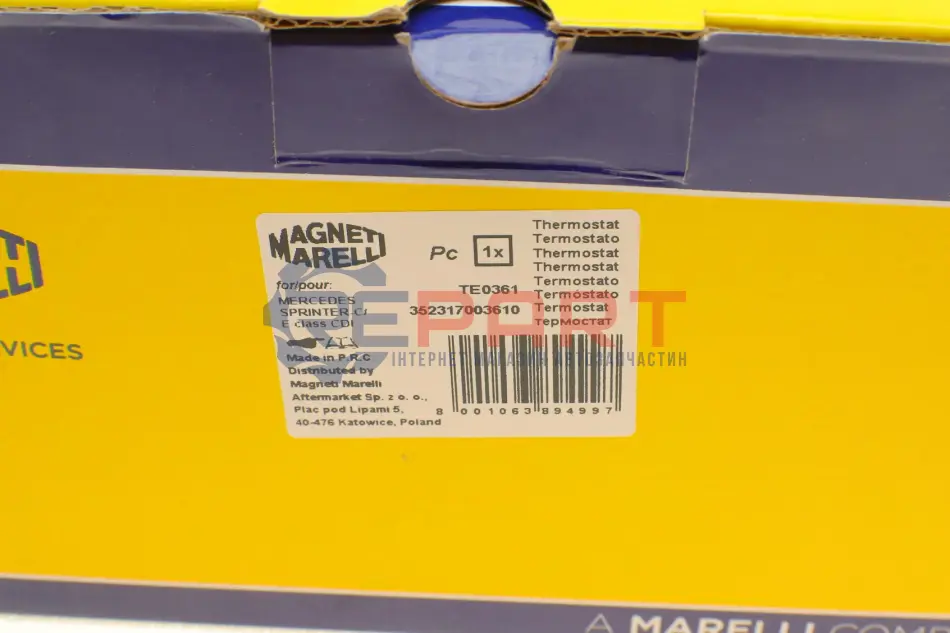 VICES
MAGNETI
MARELLI
Pc 1x
for/pour:
MERCEDES
SPRINTER-C/
E class CDI
TE0361
352317003610
Thermostat
Termostato
Thermostat
Thermostat
Termostato
Termóstato
Termostat
термостат
REPART
ІНТЕРНЕТ МАГАЗИН АВТОЗАПЧАСТИН
Made in P.R.C
Distributed by
Magneti Marelli
Aftermarket Sp. z o. o.,
Plac pod Lipami 5,
40-476 Katowice, Poland
8 001063 894997
A MARELLI